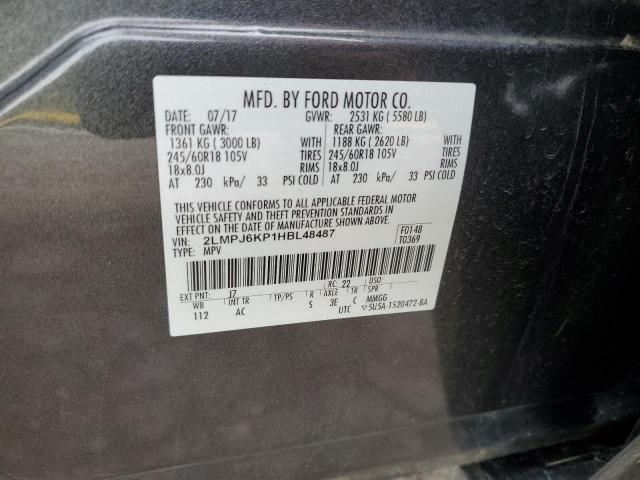 MFD. BY FORD MOTOR CO.
DATE: 07/17 GVWR: 2531 KG ( 5580 LB)
FRONT GAWR: REAR GAWR:
1361 KG ( 3000 LB) WITH 1188 KG ( 2620 LB) WITH
245/60R18 105V TIRES 245/60R18 105V TIRES
18x8.0J RIMS 18x8.0J RIMS
AT 230 kPa/ 33 PSI COLD AT 230 kPa/ 33 PSI COLD
THIS VEHICLE CONFORMS TO ALL APPLICABLE FEDERAL MOTOR
VEHICLE SAFETY AND THEFT PREVENTION STANDARDS IN
EFFECT ON THE DATE OF MANUFACTURE SHOWN ABOVE.
VIN: 2LMPJ6KP1HBL48487 F0148
TYPE: MPV T0369
EXT PNT: J7 RC: 22 DSO:
WB INT TR TP/PS R AXLE TR SPR
112 AC S 3E C MMGG
UTC 5U5A-1520472-BA